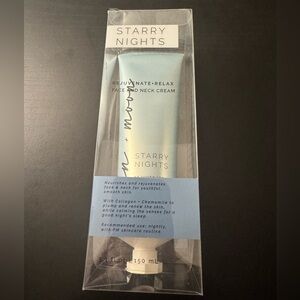 STARRY
NIGHTS
REJUVENATE•RELAX
FACE AND NECK CREAM
n + moon
STARRY
NIGHTS
Nourishes and rejuvenates
face & neck for youthful,
smooth skin.
With Collagen + Chamomile to
plump and renew the skin,
while calming the senses for a
good night's sleep.
Recommended use: nightly,
with PM skincare routine
150 mL